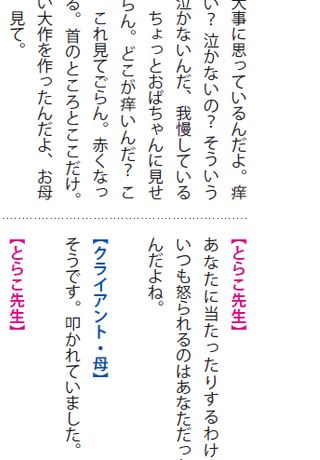 大事に思っているんだよ。痒
い？ 泣かないの？ そういう
泣かないんだ、我慢している
ちょっとおばちゃんに見せ
らん。どこが痒いんだ？ こ
これ見てごらん。赤くなっ
る。首のところとここだけ。
い大作を作ったんだよ、お母
見て。
【とらこ先生】
あなたに当たったりするわけ
いつも怒られるのはあなただっ
んだよね。
【クライアント・母】
そうです。叩かれていました。
【とらこ先生】